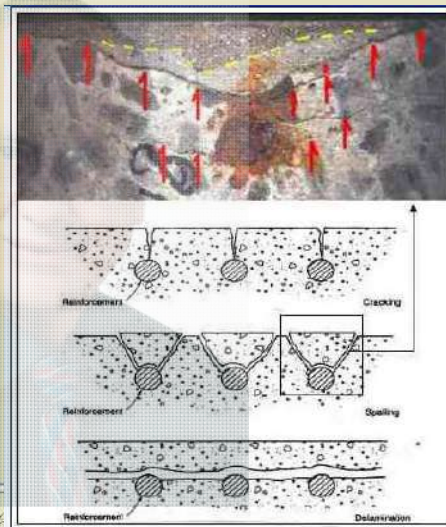 Reinforcement
Cracking
Reinforcement
Spalling
Reinforcement
Delamination